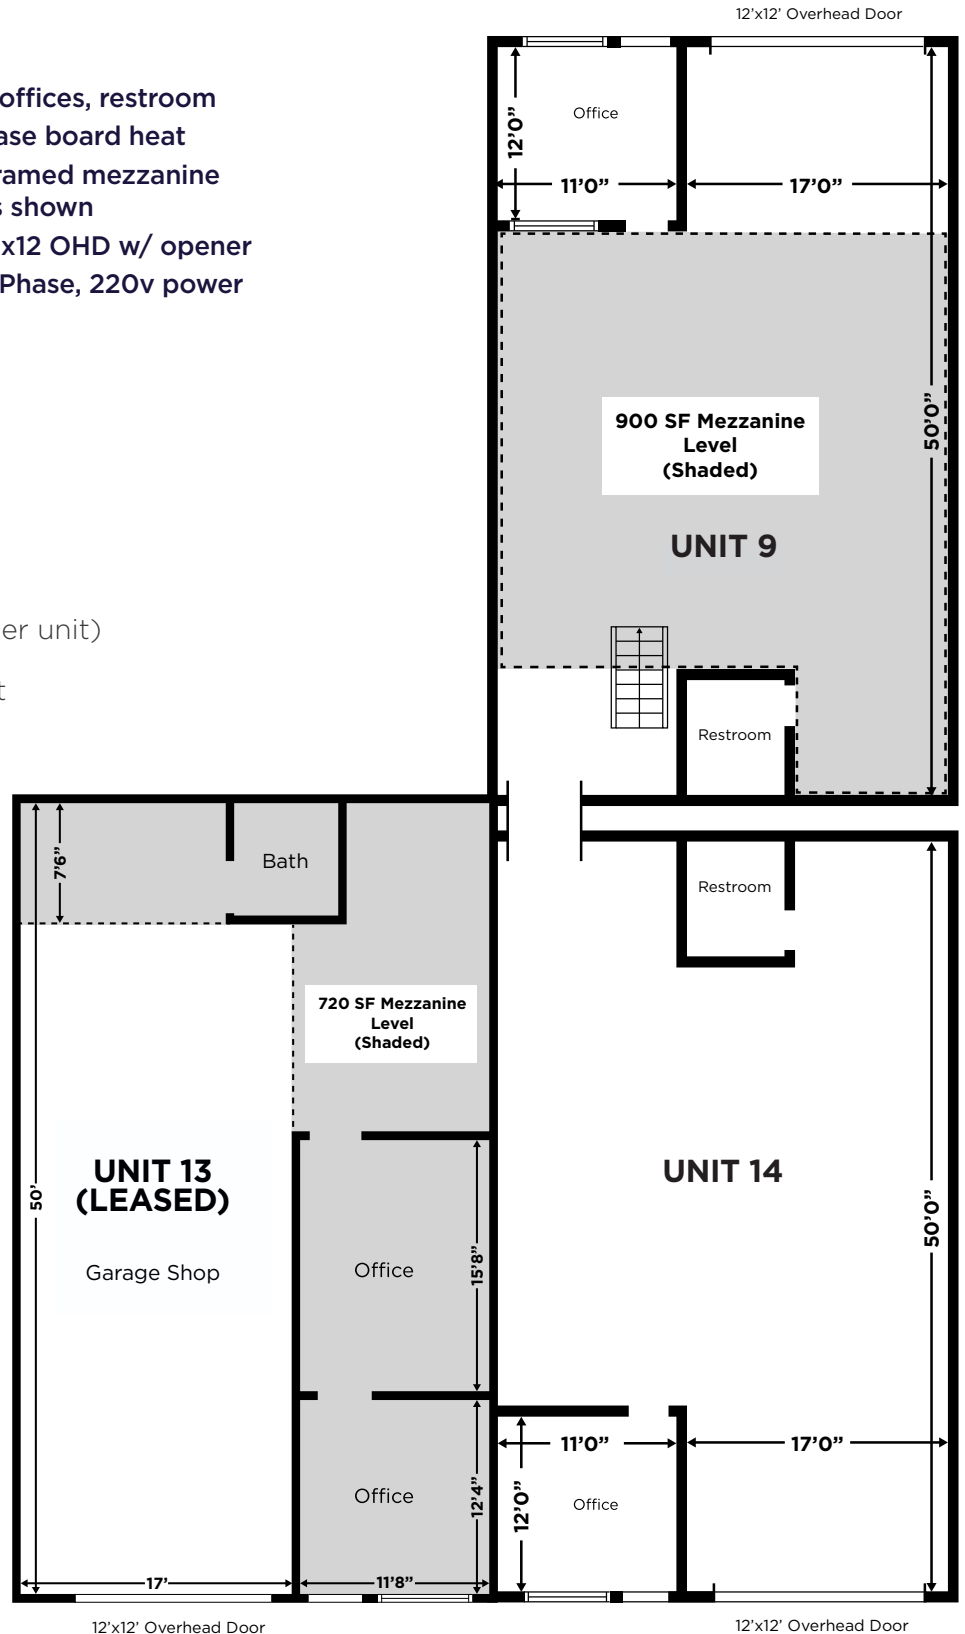 12'x12' Overhead Door
offices, restroom
ase board heat
ramed mezzanine
s shown
x12 OHD w/ opener
Phase, 220v power
Office
12'0"
11'0"
17'0"
50'0"
900 SF Mezzanine
Level
(Shaded)
UNIT 9
er unit)
t
Restroom
7'6"
Bath
Restroom
720 SF Mezzanine
Level
(Shaded)
UNIT 13
(LEASED)
UNIT 14
50'
50'0"
Garage Shop
Office
15'8"
11'0"
17'0"
Office
12'4"
12'0"
Office
17'
11'8"
12'x12' Overhead Door
12'x12' Overhead Door